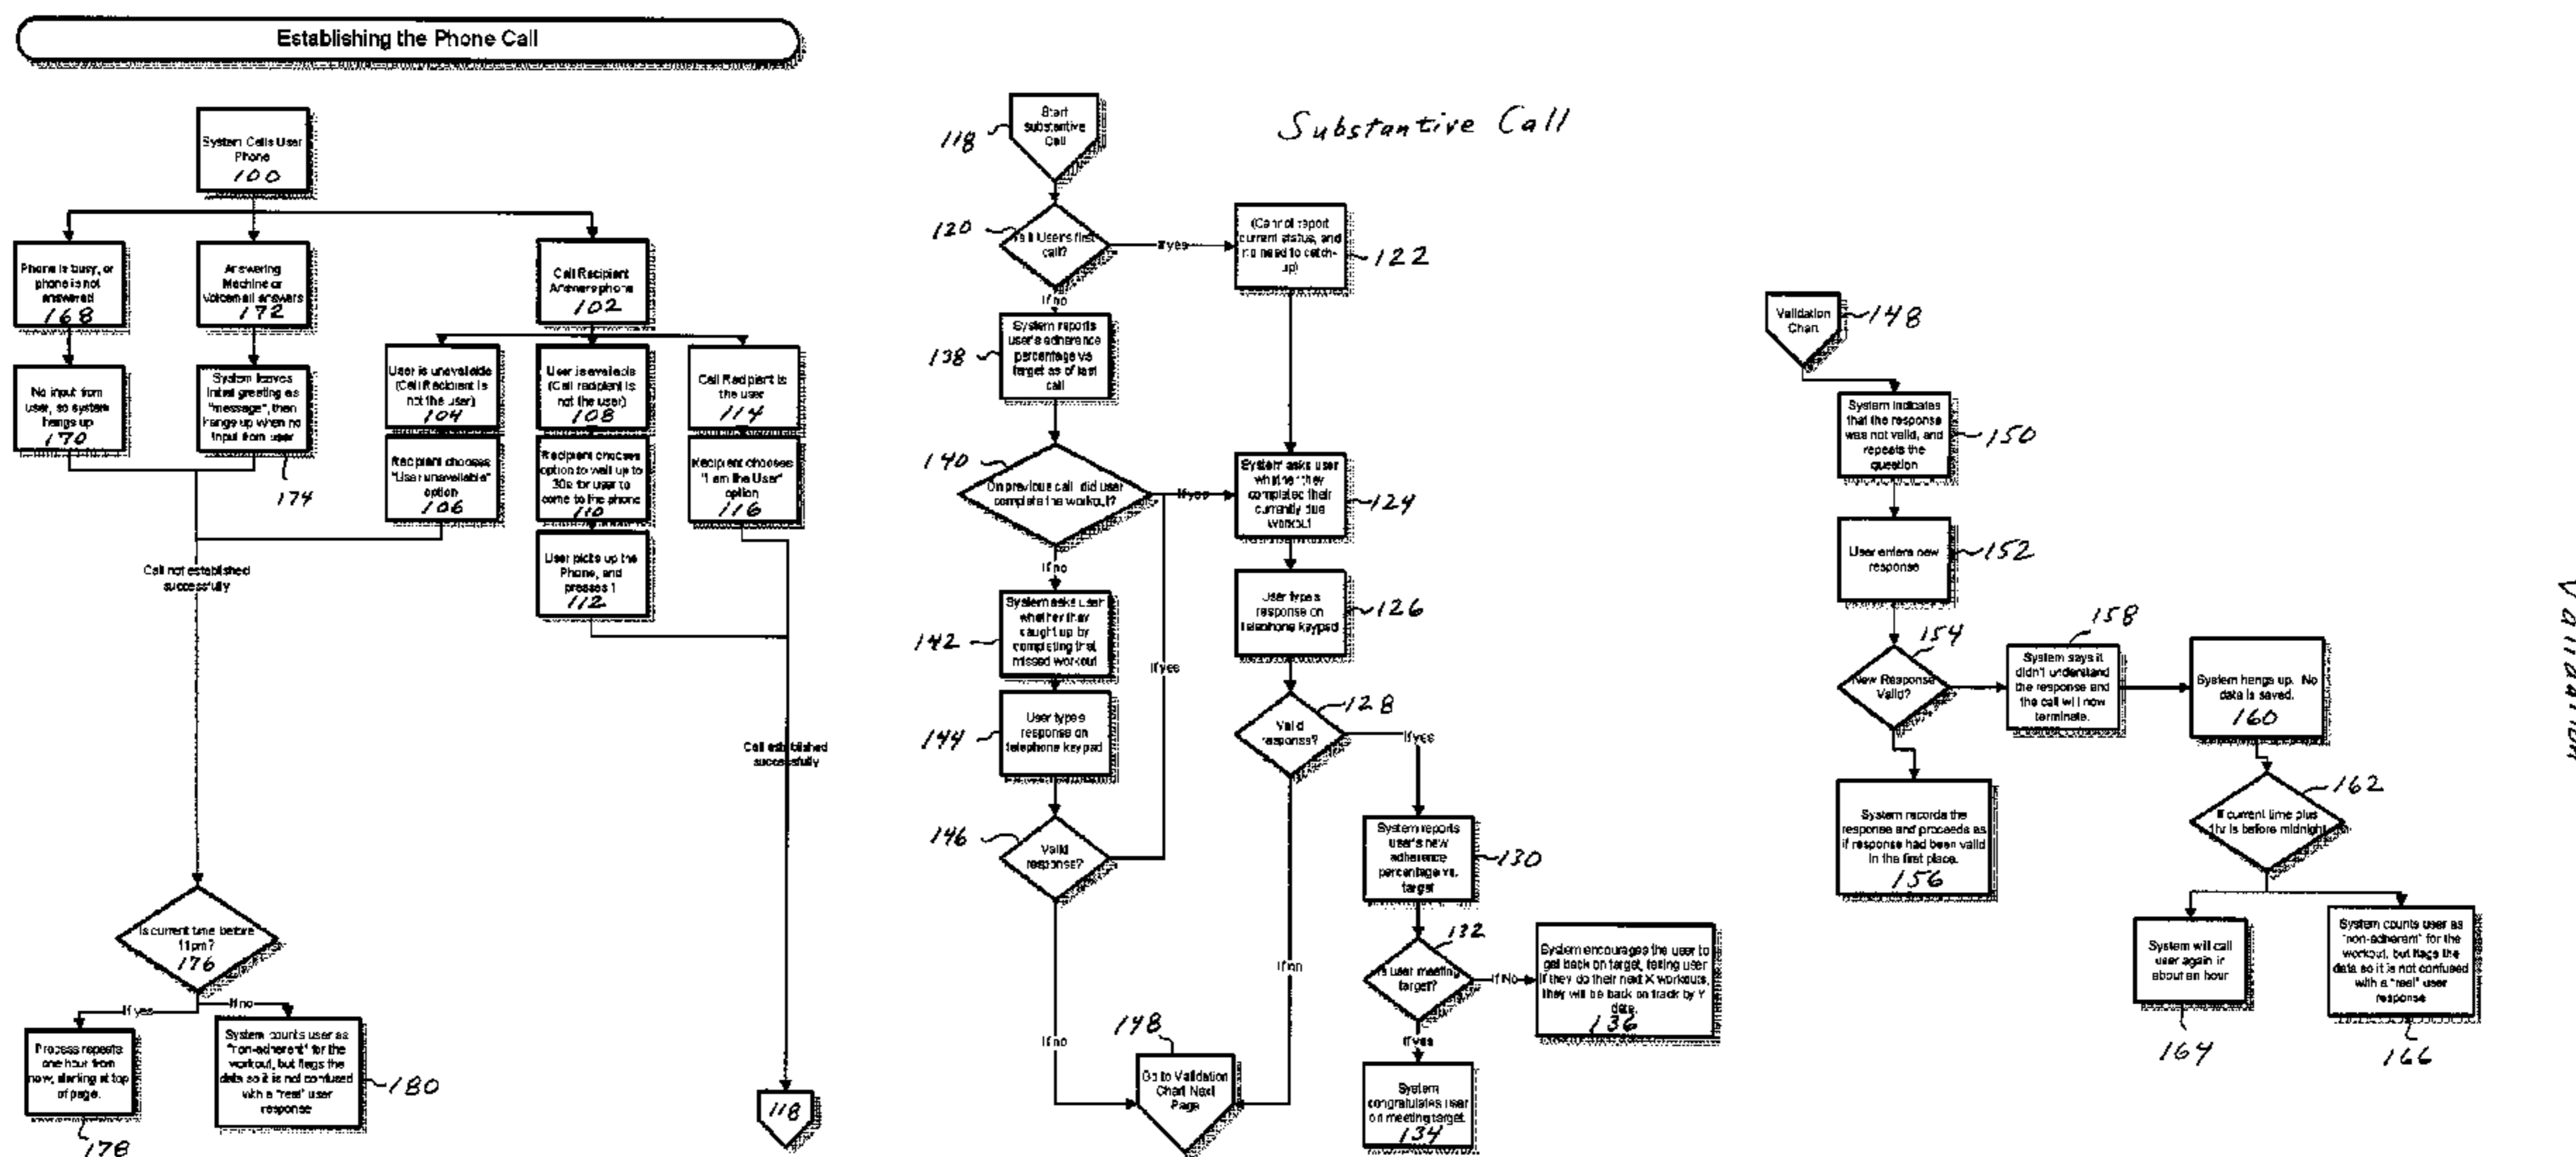 Establishing the Phone Call
System Calls User
Phone
100
Phone is busy, or
phone is not
answered
168
Answering
Machine or
Voicemail answers
172
Call Recipient
Answers phone
102
No input from
user, so system
hangs up
170
System leaves
initial greeting as
"message", then
hangs up when no
input from user
174
User is unavailable
(Call Recipient is
not the user)
104
User is available
(Call recipient is
not the user)
108
Call Recipient is
the user
114
Recipient chooses
"User unavailable"
option
106
Recipient chooses
option to wait up to
30s for user to
come to the phone
110
Recipient chooses
"I am the User"
option
116
User picks up the
Phone, and
presses 1
112
Call not established
successfully
Call established
successfully
Is current time before
11pm?
176
If yes
If no
Process repeats
one hour from
now, starting at top
of page.
178
System counts user as
"non-adherent" for the
workout, but flags the
data so it is not confused
with a "real" user
response
180
118
Substantive Call
Start
substantive
Call
118
Is it User's first
call?
120
If yes
(Cannot report
current status, and
no need to catch-
up)
122
If no
System reports
user's adherence
percentage vs
target as of last
call
138
On previous call did user
complete the workout?
140
If yes
System asks user
whether they
completed their
currently due
workout
124
If no
System asks user
whether they
caught up by
completing that
missed workout
142
User types
response on
telephone keypad
126
If yes
User types
response on
telephone keypad
144
Valid
response?
128
If yes
Valid
response?
146
System reports
user's new
adherence
percentage vs.
target
130
Is user meeting
target?
132
If No
System encourages the user to
get back on target, telling user
if they do their next X workouts,
they will be back on track by Y
date.
136
If no
If no
148
Go to Validation
Chart Next
Page
If yes
System
congratulates user
on meeting target.
134
Validation
Validation
Chart
148
System indicates
that the response
was not valid, and
repeats the
question
150
User enters new
response
152
New Response
Valid?
154
System says it
didn't understand
the response and
the call will now
terminate.
158
System hangs up. No
data is saved.
160
System records the
response and proceeds as
if response had been valid
in the first place.
156
If current time plus
1hr is before midnight
162
System will call
user again in
about an hour
164
System counts user as
"non-adherent" for the
workout, but flags the
data so it is not confused
with a "real" user
response
166